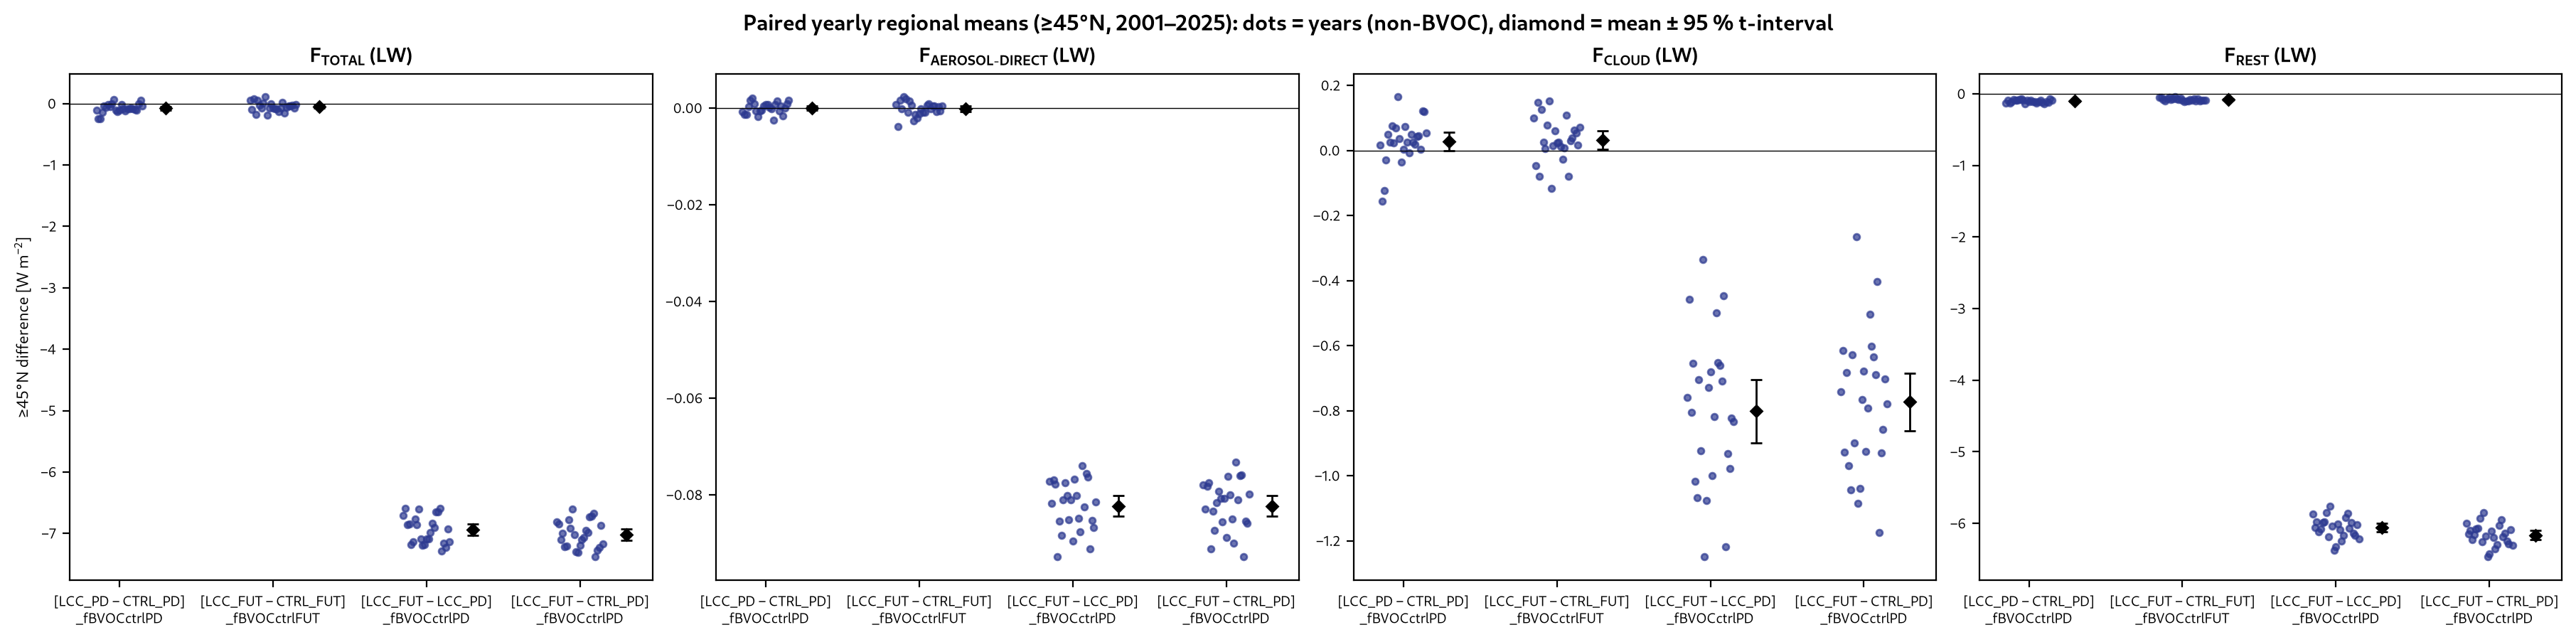 Paired yearly regional means (≥45°N, 2001–2025): dots = years (non-BVOC), diamond = mean ± 95 % t-interval
F_TOTAL (LW)
≥45°N difference [W m⁻²]
0
−1
−2
−3
−4
−5
−6
−7
[LCC_PD − CTRL_PD]
_fBVOCctrlPD
[LCC_FUT − CTRL_FUT]
_fBVOCctrlFUT
[LCC_FUT − LCC_PD]
_fBVOCctrlPD
[LCC_FUT − CTRL_PD]
_fBVOCctrlPD
F_AEROSOL-DIRECT (LW)
0.00
−0.02
−0.04
−0.06
−0.08
[LCC_PD − CTRL_PD]
_fBVOCctrlPD
[LCC_FUT − CTRL_FUT]
_fBVOCctrlFUT
[LCC_FUT − LCC_PD]
_fBVOCctrlPD
[LCC_FUT − CTRL_PD]
_fBVOCctrlPD
F_CLOUD (LW)
0.2
0.0
−0.2
−0.4
−0.6
−0.8
−1.0
−1.2
[LCC_PD − CTRL_PD]
_fBVOCctrlPD
[LCC_FUT − CTRL_FUT]
_fBVOCctrlFUT
[LCC_FUT − LCC_PD]
_fBVOCctrlPD
[LCC_FUT − CTRL_PD]
_fBVOCctrlPD
F_REST (LW)
0
−1
−2
−3
−4
−5
−6
[LCC_PD − CTRL_PD]
_fBVOCctrlPD
[LCC_FUT − CTRL_FUT]
_fBVOCctrlFUT
[LCC_FUT − LCC_PD]
_fBVOCctrlPD
[LCC_FUT − CTRL_PD]
_fBVOCctrlPD